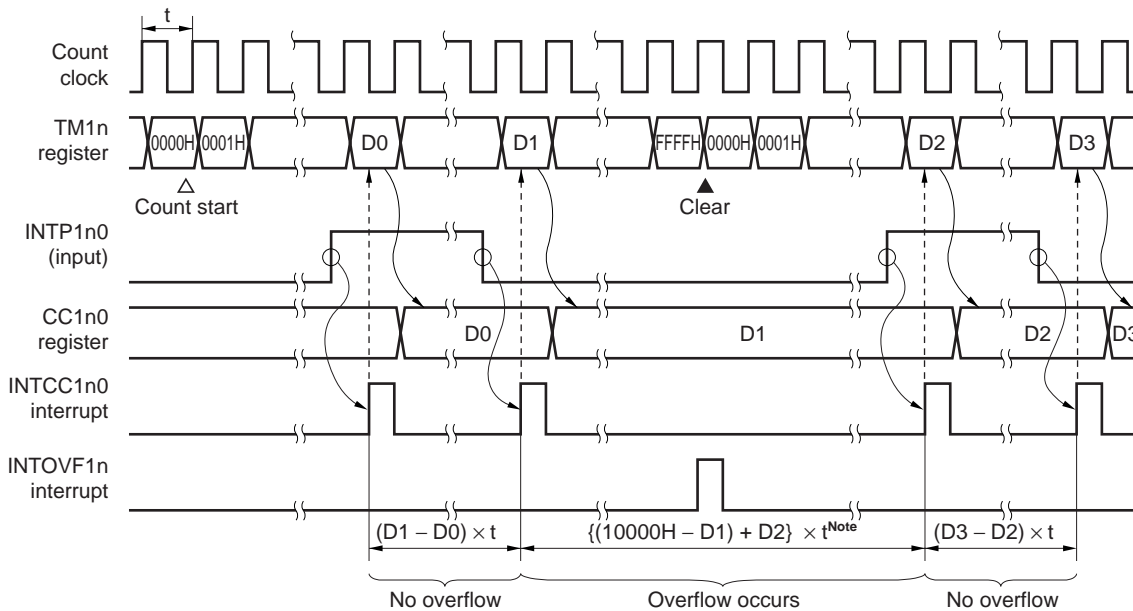 t
Count
clock
TM1n
register
0000H 0001H D0 D1 FFFFH 0000H 0001H D2 D3
Count start
Clear
INTP1n0
(input)
CC1n0
register
D0 D1 D2 D3
INTCC1n0
interrupt
INTOVF1n
interrupt
(D1 − D0) × t {(10000H − D1) + D2} × tNote (D3 − D2) × t
No overflow Overflow occurs No overflow